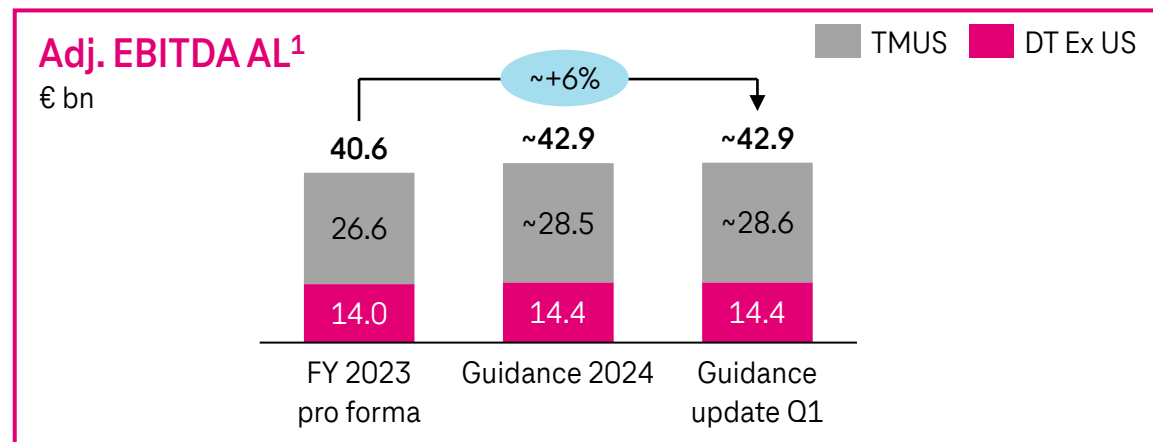 Adj. EBITDA AL1
€ bn
TMUS
DT Ex US
~+6%
40.6
~42.9
~42.9
26.6
~28.5
~28.6
14.0
14.4
14.4
FY 2023
pro forma
Guidance 2024
Guidance
update Q1